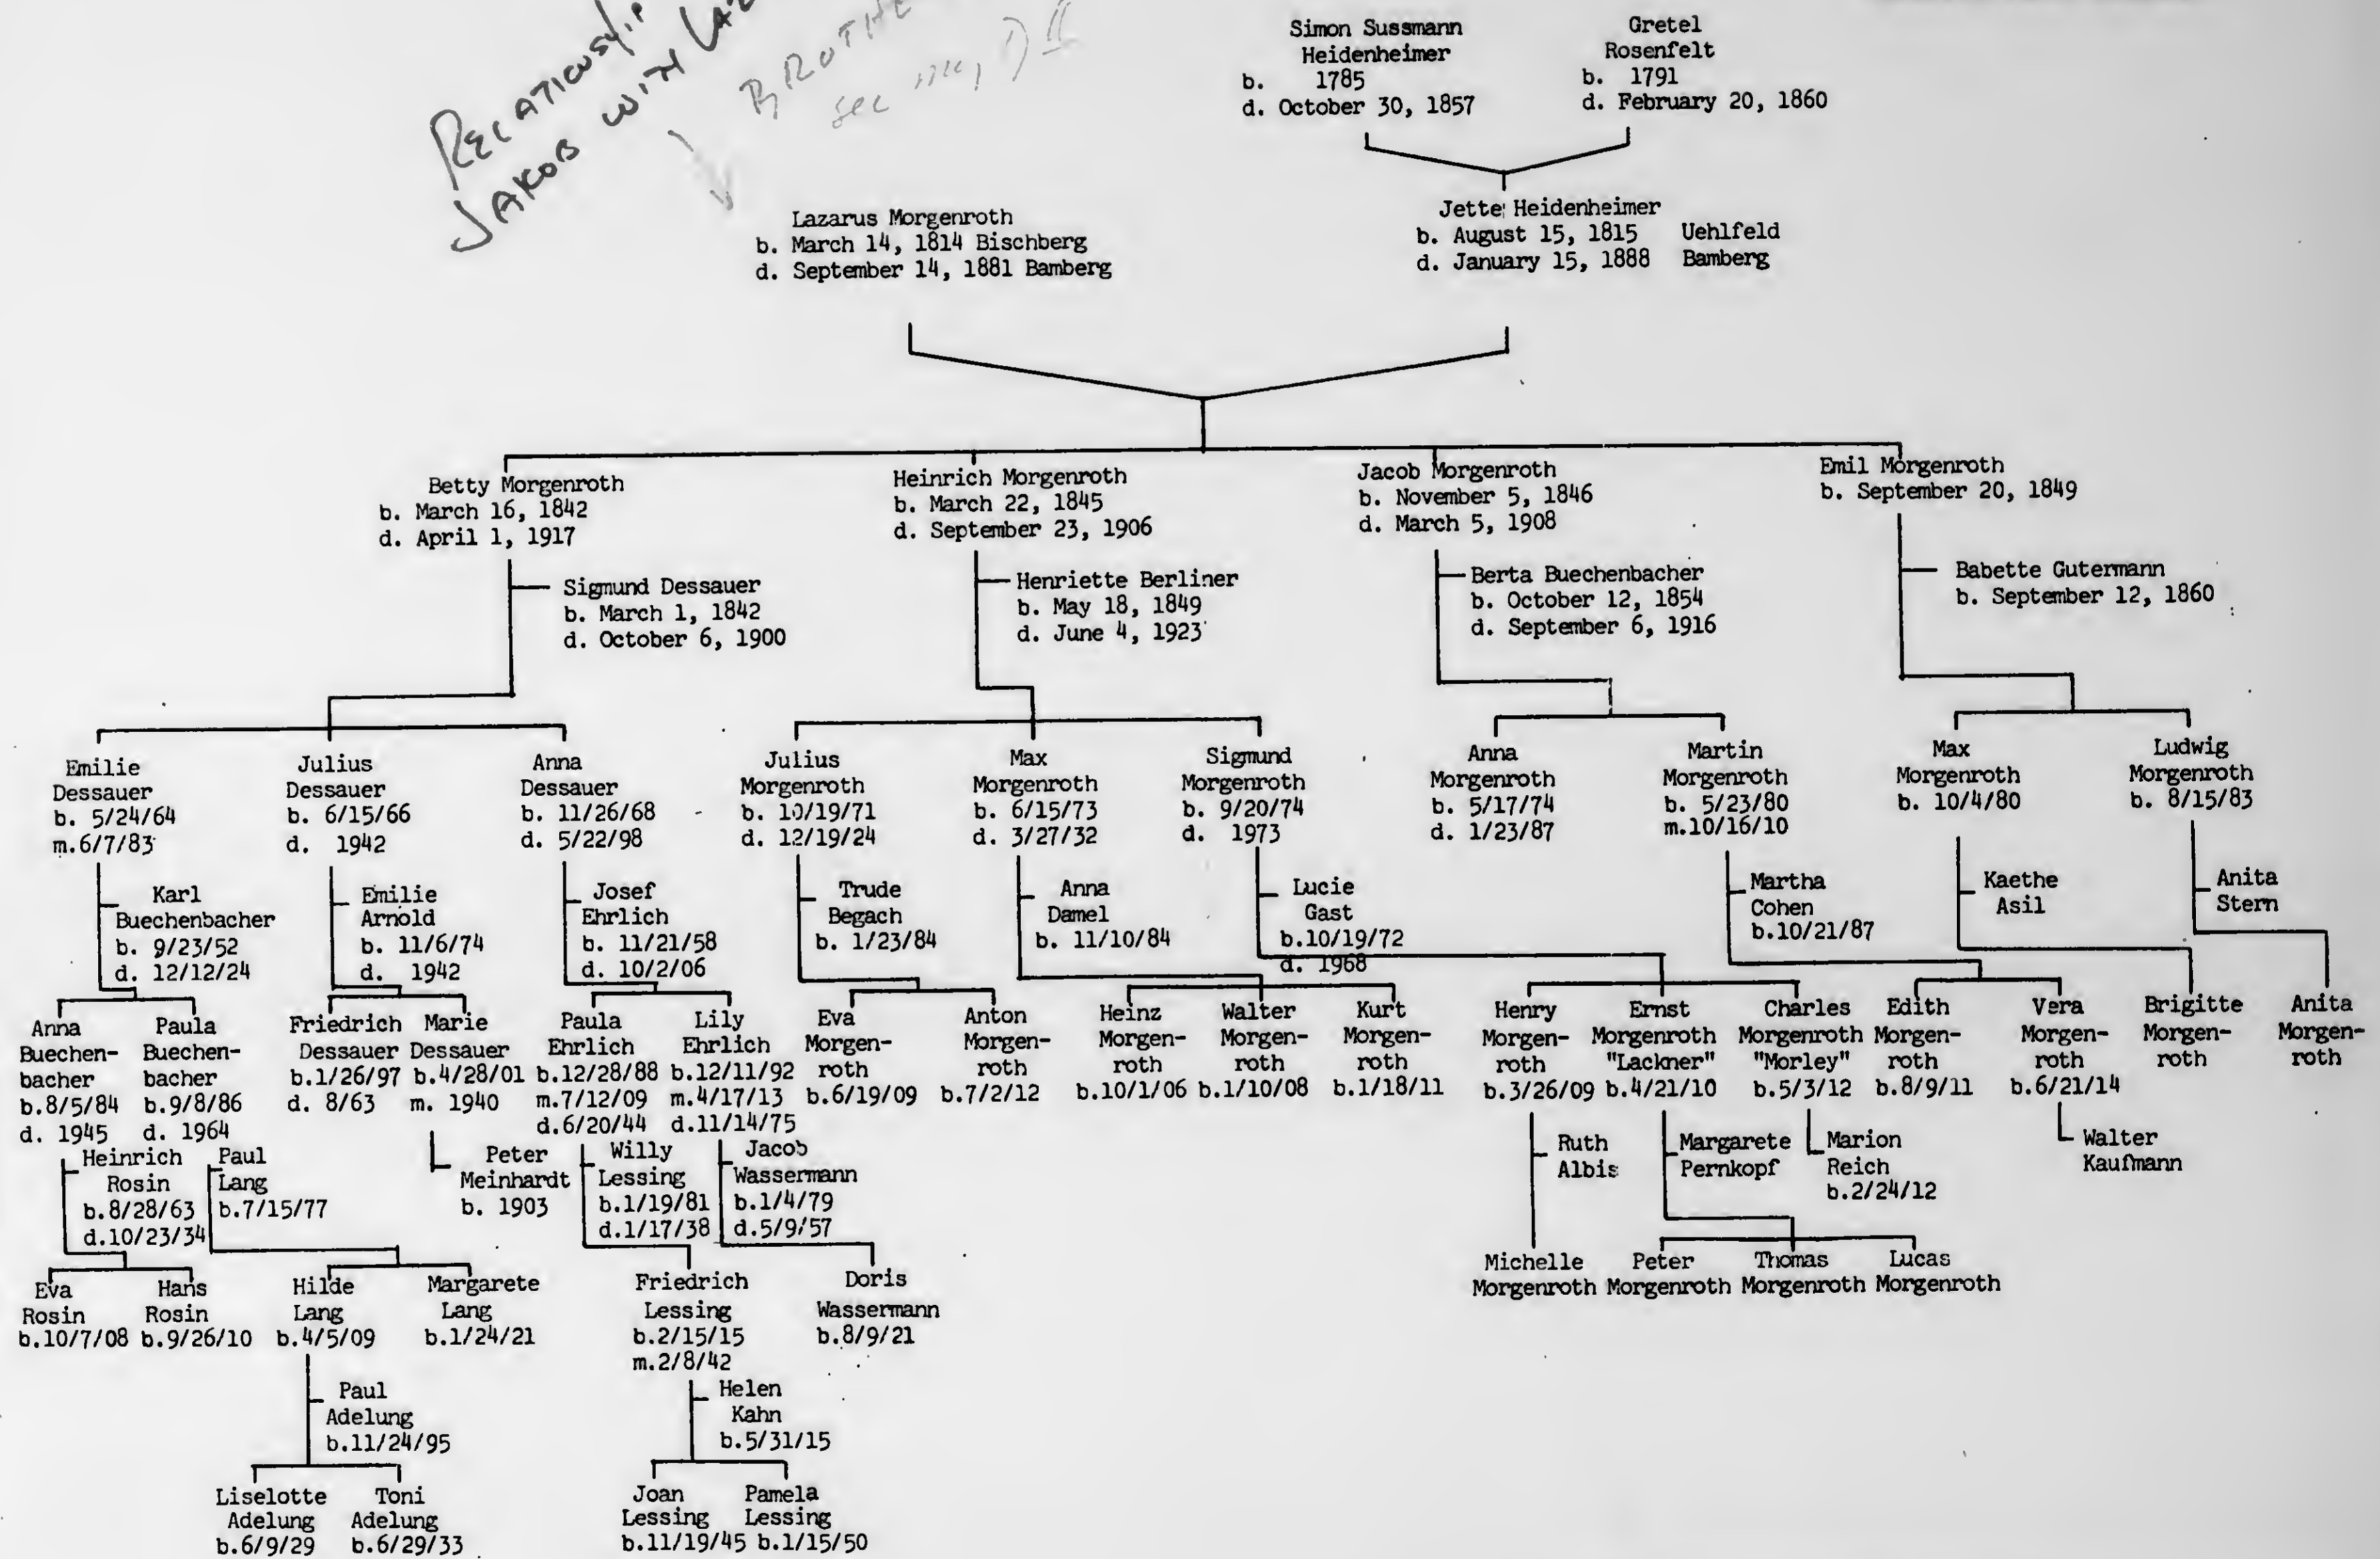 RELATIONSHIP
JAKOB WITH
Simon Sussmann
Heidenheimer
b. 1785
d. October 30, 1857
Gretel
Rosenfelt
b. 1791
d. February 20, 1860
Lazarus Morgenroth
b. March 14, 1814 Bischberg
d. September 14, 1881 Bamberg
Jette Heidenheimer
b. August 15, 1815 Uehlfeld
d. January 15, 1888 Bamberg
Betty Morgenroth
b. March 16, 1842
d. April 1, 1917
Heinrich Morgenroth
b. March 22, 1845
d. September 23, 1906
Jacob Morgenroth
b. November 5, 1846
d. March 5, 1908
Emil Morgenroth
b. September 20, 1849
Sigmund Dessauer
b. March 1, 1842
d. October 6, 1900
Henriette Berliner
b. May 18, 1849
d. June 4, 1923
Berta Buechenbacher
b. October 12, 1854
d. September 6, 1916
Babette Gutermann
b. September 12, 1860
Emilie
Dessauer
b. 5/24/64
m.6/7/83
Julius
Dessauer
b. 6/15/66
d. 1942
Anna
Dessauer
b. 11/26/68
d. 5/22/98
Julius
Morgenroth
b. 10/19/71
d. 12/19/24
Max
Morgenroth
b. 6/15/73
d. 3/27/32
Sigmund
Morgenroth
b. 9/20/74
d. 1973
Anna
Morgenroth
b. 5/17/74
d. 1/23/87
Martin
Morgenroth
b. 5/23/80
m.10/16/10
Max
Morgenroth
b. 10/4/80
Ludwig
Morgenroth
b. 8/15/83
Karl
Buechenbacher
b. 9/23/52
d. 12/12/24
Emilie
Arnold
b. 11/6/74
d. 1942
Josef
Ehrlich
b. 11/21/58
d. 10/2/06
Trude
Begach
b. 1/23/84
Anna
Damel
b. 11/10/84
Lucie
Gast
b.10/19/72
d. 1968
Martha
Cohen
b.10/21/87
Kaethe
Asil
Anita
Stern
Anna
Buechen-
bacher
b.8/5/84
d. 1945
Paula
Buechen-
bacher
b.9/8/86
d. 1964
Friedrich
Dessauer
b.1/26/97
d. 8/63
Marie
Dessauer
b.4/28/01
m. 1940
Paula
Ehrlich
b.12/28/88
m.7/12/09
d.6/20/44
Lily
Ehrlich
b.12/11/92
m.4/17/13
d.11/14/75
Eva
Morgen-
roth
b.6/19/09
Anton
Morgen-
roth
b.7/2/12
Heinz
Morgen-
roth
b.10/1/06
Walter
Morgen-
roth
b.1/10/08
Kurt
Morgen-
roth
b.1/18/11
Henry
Morgen-
roth
b.3/26/09
Ernst
Morgenroth
"Lackner"
b.4/21/10
Charles
Morgenroth
"Morley"
b.5/3/12
Edith
Morgen-
roth
b.8/9/11
Vera
Morgen-
roth
b.6/21/14
Brigitte
Morgen-
roth
Anita
Morgen-
roth
Heinrich
Rosin
b.8/28/63
d.10/23/34
Paul
Lang
b.7/15/77
Peter
Meinhardt
b. 1903
Willy
Lessing
b.1/19/81
d.1/17/38
Jacob
Wassermann
b.1/4/79
d.5/9/57
Ruth
Albis
Margarete
Pernkopf
Marion
Reich
b.2/24/12
Walter
Kaufmann
Eva
Rosin
b.10/7/08
Hans
Rosin
b.9/26/10
Hilde
Lang
b.4/5/09
Margarete
Lang
b.1/24/21
Friedrich
Lessing
b.2/15/15
m.2/8/42
Doris
Wassermann
b.8/9/21
Michelle
Morgenroth
Peter
Morgenroth
Thomas
Morgenroth
Lucas
Morgenroth
Paul
Adelung
b.11/24/95
Helen
Kahn
b.5/31/15
Liselotte
Adelung
b.6/9/29
Toni
Adelung
b.6/29/33
Joan
Lessing
b.11/19/45
Pamela
Lessing
b.1/15/50